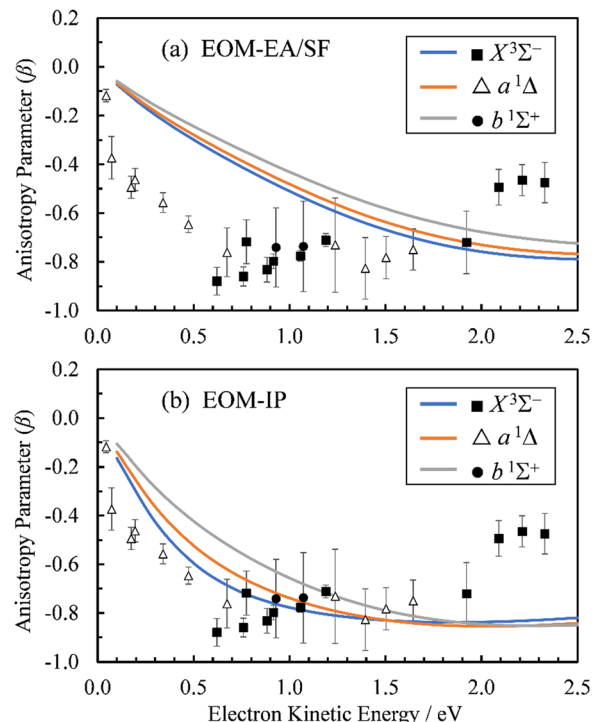 0.2
(a) EOM-EA/SF
0.0
X³Σ⁻
-0.2
a¹Δ
b¹Σ⁺
-0.4
-0.6
-0.8
-1.0
Anisotropy Parameter (β)
0.0 0.5 1.0 1.5 2.0 2.5
0.2
(b) EOM-IP
0.0
X³Σ⁻
-0.2
a¹Δ
b¹Σ⁺
-0.4
-0.6
-0.8
-1.0
Anisotropy Parameter (β)
0.0 0.5 1.0 1.5 2.0 2.5
Electron Kinetic Energy / eV